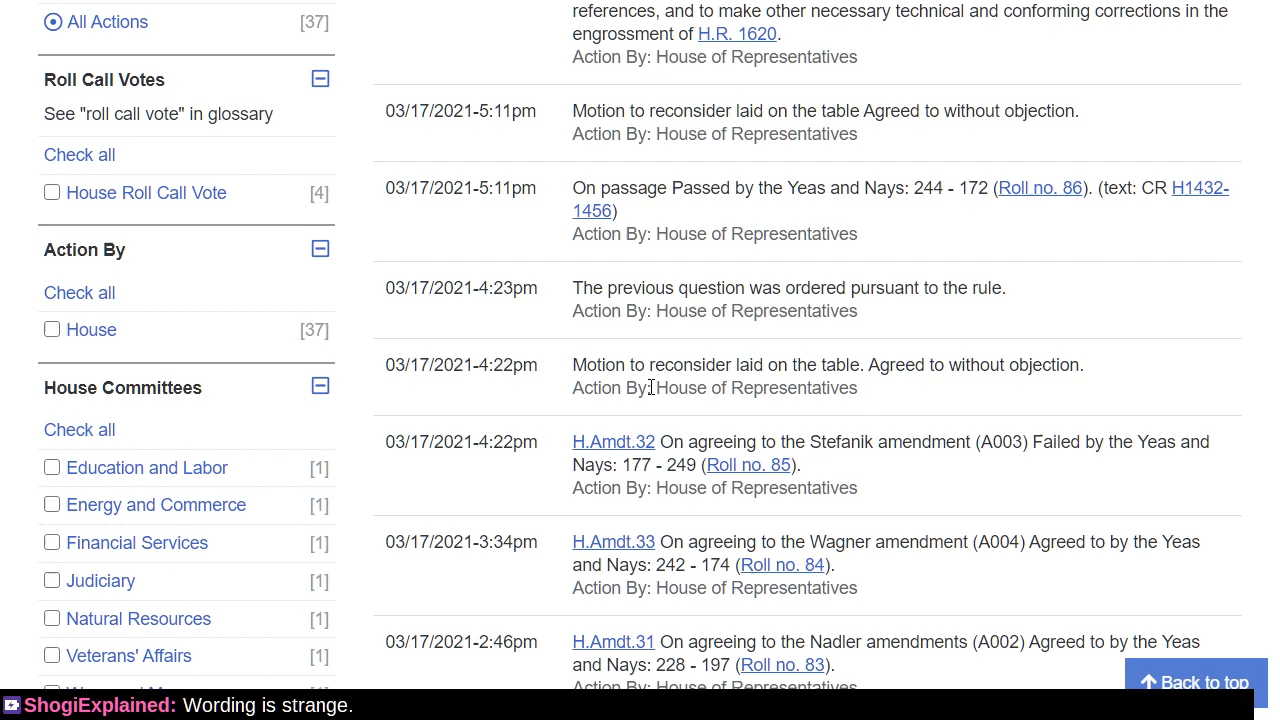 All Actions [37]
Roll Call Votes
See "roll call vote" in glossary
Check all
House Roll Call Vote [4]
Action By
Check all
House [37]
House Committees
Check all
Education and Labor [1]
Energy and Commerce [1]
Financial Services [1]
Judiciary [1]
Natural Resources [1]
Veterans' Affairs [1]
references, and to make other necessary technical and conforming corrections in the
engrossment of H.R. 1620.
Action By: House of Representatives
03/17/2021-5:11pm Motion to reconsider laid on the table Agreed to without objection.
Action By: House of Representatives
03/17/2021-5:11pm On passage Passed by the Yeas and Nays: 244 - 172 (Roll no. 86). (text: CR H1432-
1456)
Action By: House of Representatives
03/17/2021-4:23pm The previous question was ordered pursuant to the rule.
Action By: House of Representatives
03/17/2021-4:22pm Motion to reconsider laid on the table. Agreed to without objection.
Action By: House of Representatives
03/17/2021-4:22pm H.Amdt.32 On agreeing to the Stefanik amendment (A003) Failed by the Yeas and
Nays: 177 - 249 (Roll no. 85).
Action By: House of Representatives
03/17/2021-3:34pm H.Amdt.33 On agreeing to the Wagner amendment (A004) Agreed to by the Yeas
and Nays: 242 - 174 (Roll no. 84).
Action By: House of Representatives
03/17/2021-2:46pm H.Amdt.31 On agreeing to the Nadler amendments (A002) Agreed to by the Yeas
and Nays: 228 - 197 (Roll no. 83).
Action By: House of Representatives
Back to top
ShogiExplained: Wording is strange.